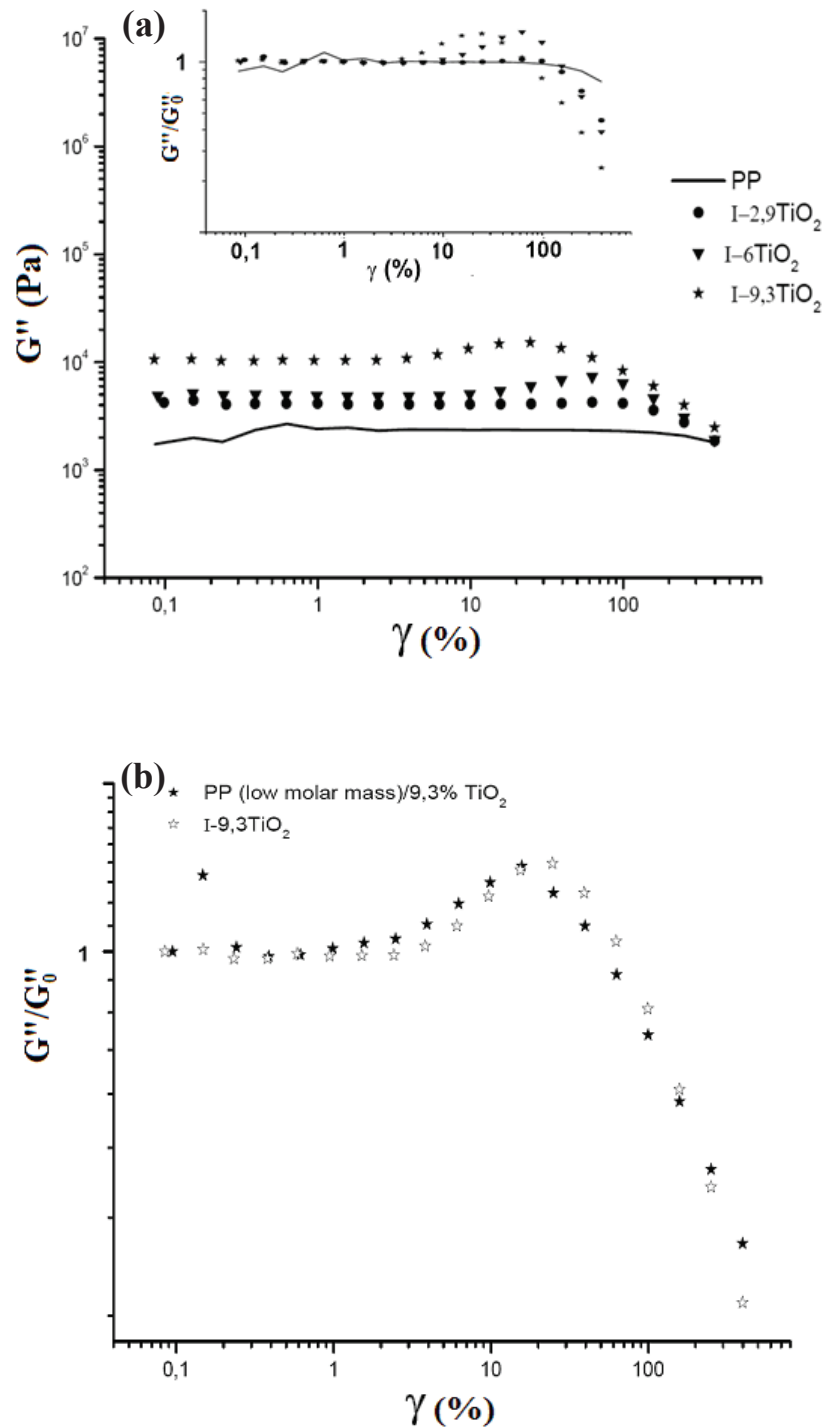 (a)
10⁷
10⁶
10⁵
10⁴
10³
10²
G'' (Pa)
0,1 1 10 100
γ (%)
1
G''/G''₀
0,1 1 10 100
γ (%)
PP
I–2,9TiO₂
I–6TiO₂
I–9,3TiO₂
(b)
PP (low molar mass)/9,3% TiO₂
I-9,3TiO₂
1
G''/G''₀
0,1 1 10 100
γ (%)